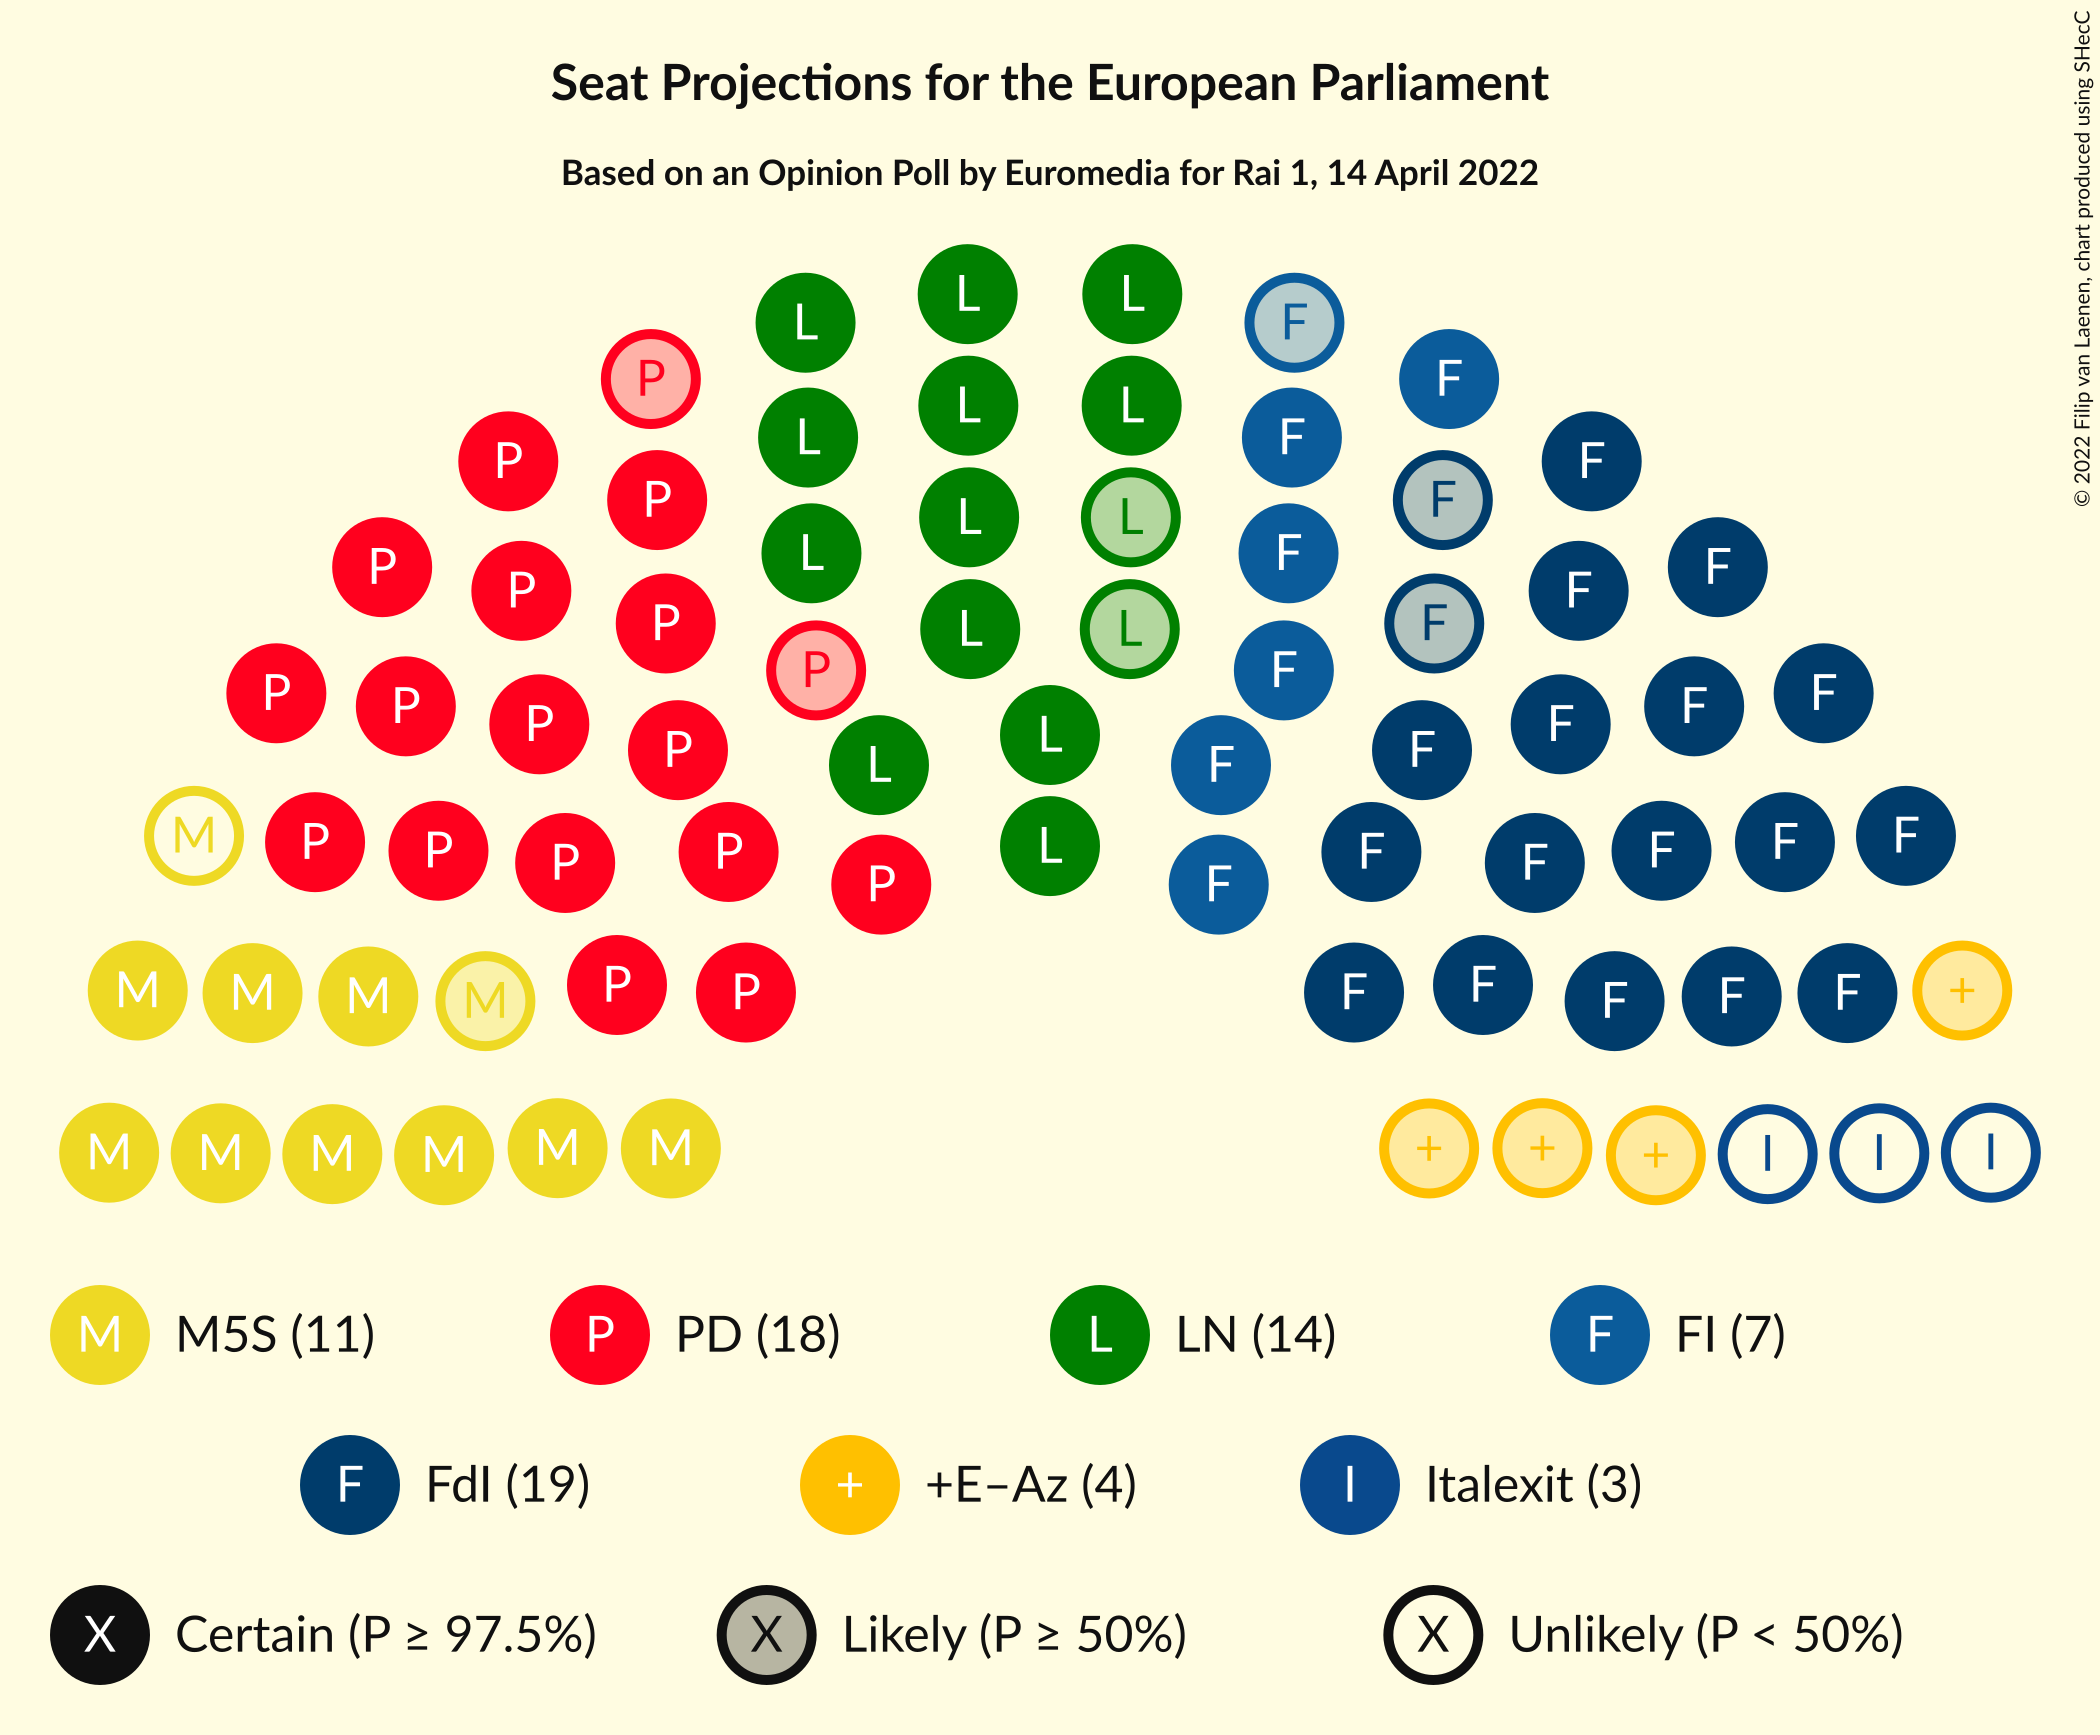 Seat Projections for the European Parliament
Based on an Opinion Poll by Euromedia for Rai 1, 14 April 2022
© 2022 Filip van Laenen, chart produced using SHecC
L L
L F
P F
L L
P L F F
P P F
L L
P L F F
P F F
P P F F
P L L F
P P F F
P L L F F
P P F F
M P P P P P L F F F F F F
M M M M P P F F F F F +
M M M M M M + + + I I I
M M5S (11) P PD (18) L LN (14) F FI (7)
F FdI (19) + +E–Az (4) I Italexit (3)
X Certain (P ≥ 97.5%) X Likely (P ≥ 50%) X Unlikely (P < 50%)